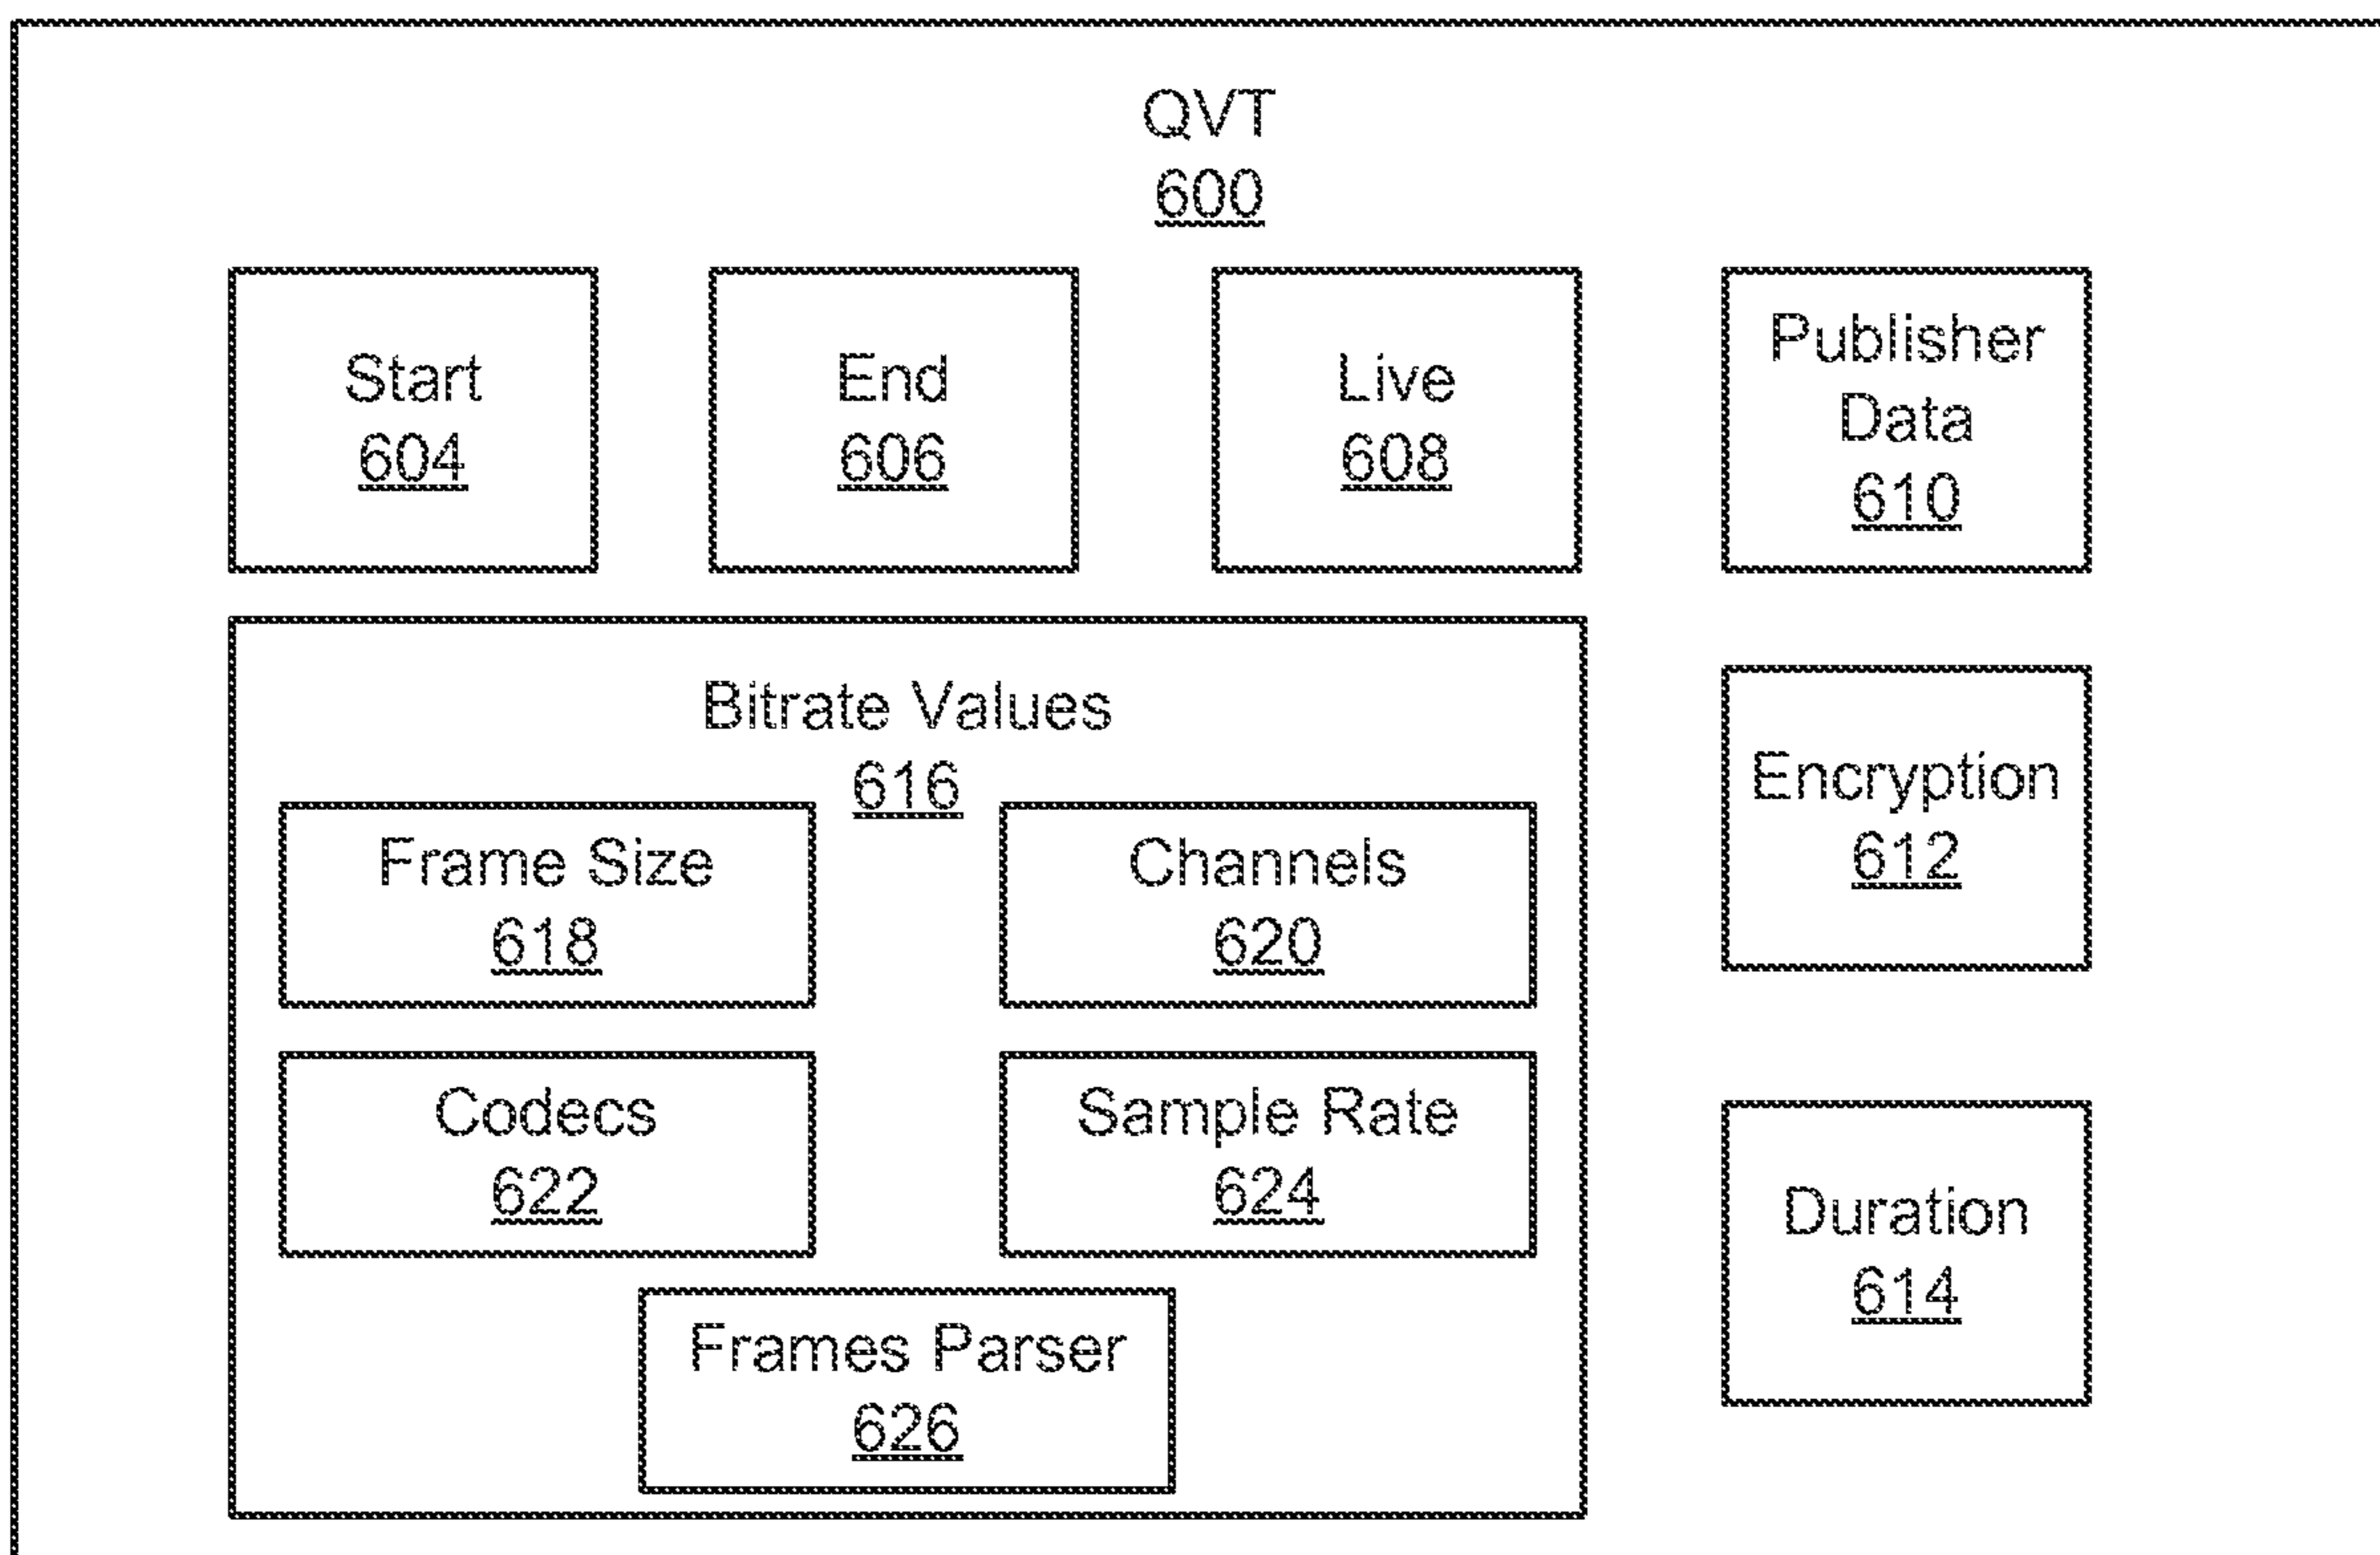 QVT
600
Start
604
End
606
Live
608
Publisher
Data
610
Bitrate Values
616
Frame Size
618
Channels
620
Codecs
622
Sample Rate
624
Frames Parser
626
Encryption
612
Duration
614